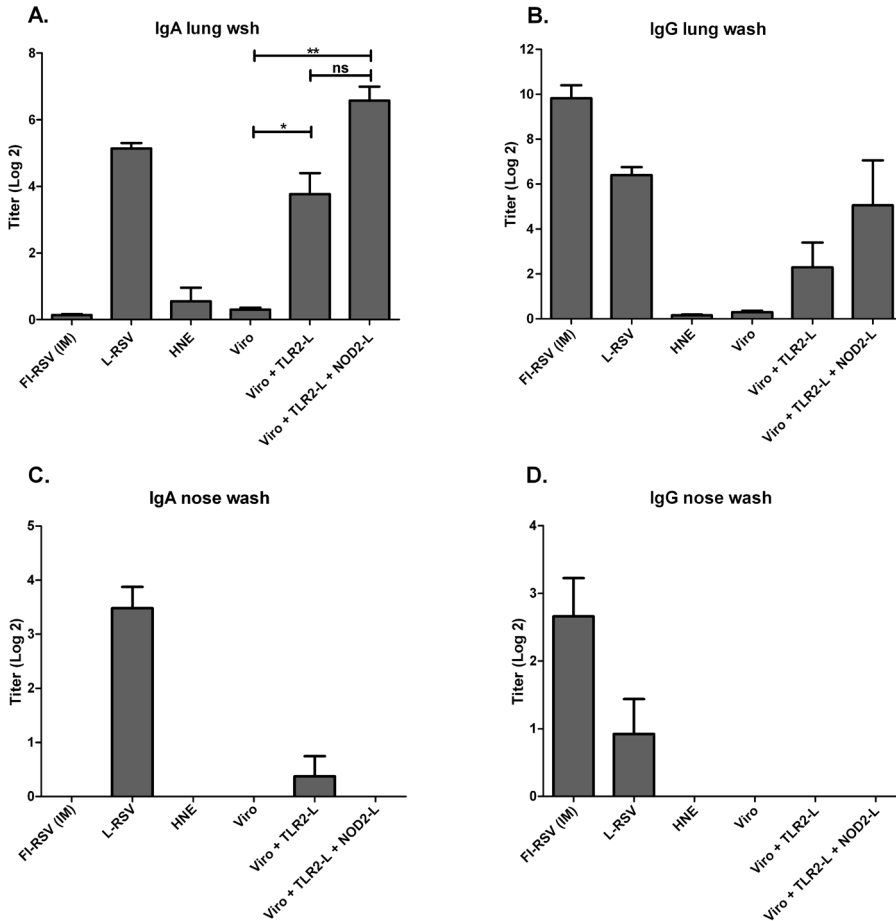 A.
IgA lung wsh
Titer (Log 2)
8
6
4
2
0
**
ns
*
FI-RSV (IM)
L-RSV
HNE
Viro
Viro + TLR2-L
Viro + TLR2-L + NOD2-L
B.
IgG lung wash
Titer (Log 2)
12
10
8
6
4
2
0
FI-RSV (IM)
L-RSV
HNE
Viro
Viro + TLR2-L
Viro + TLR2-L + NOD2-L
C.
IgA nose wash
Titer (Log 2)
5
4
3
2
1
0
FI-RSV (IM)
L-RSV
HNE
Viro
Viro + TLR2-L
Viro + TLR2-L + NOD2-L
D.
IgG nose wash
Titer (Log 2)
4
3
2
1
0
FI-RSV (IM)
L-RSV
HNE
Viro
Viro + TLR2-L
Viro + TLR2-L + NOD2-L